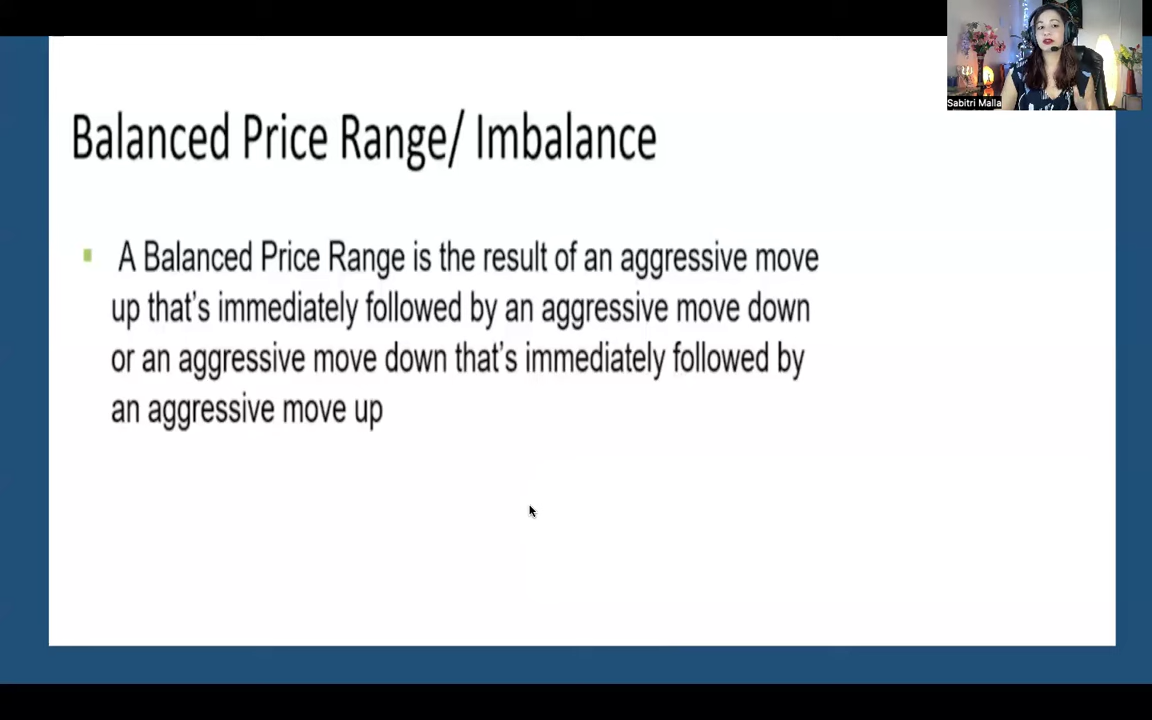 Sabitri Malla
Balanced Price Range/ Imbalance
A Balanced Price Range is the result of an aggressive move
up that's immediately followed by an aggressive move down
or an aggressive move down that's immediately followed by
an aggressive move up